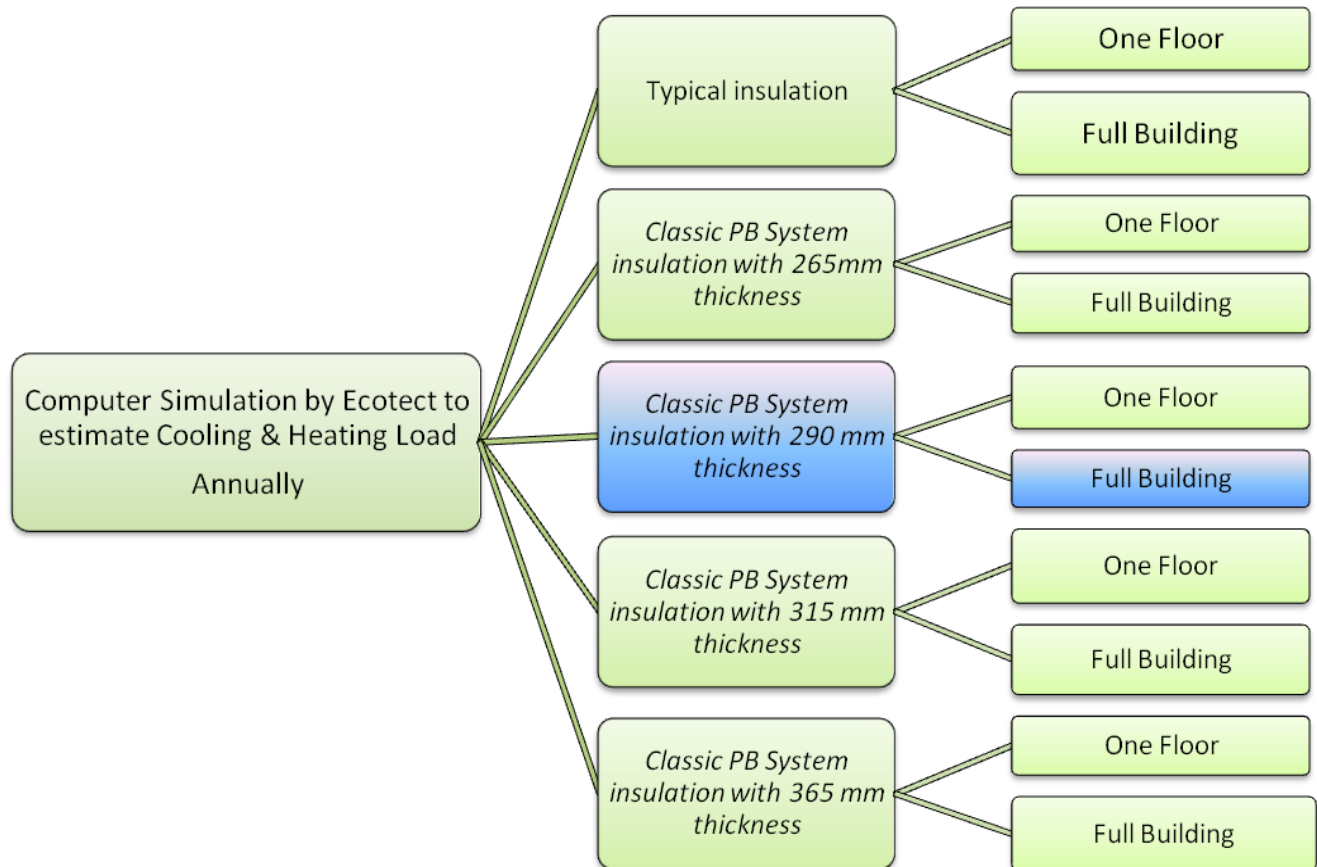 Computer Simulation by Ecotect to
estimate Cooling & Heating Load
Annually
Typical insulation
One Floor
Full Building
Classic PB System
insulation with 265mm
thickness
One Floor
Full Building
Classic PB System
insulation with 290 mm
thickness
One Floor
Full Building
Classic PB System
insulation with 315 mm
thickness
One Floor
Full Building
Classic PB System
insulation with 365 mm
thickness
One Floor
Full Building